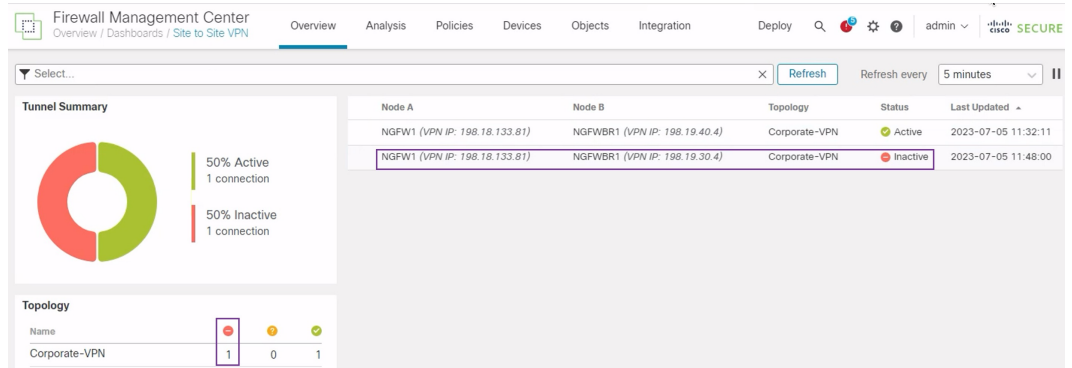 Firewall Management Center
Overview / Dashboards / Site to Site VPN
Overview Analysis Policies Devices Objects Integration Deploy 5 admin cisco SECURE
Select... Refresh Refresh every 5 minutes
Tunnel Summary
50% Active
1 connection
50% Inactive
1 connection
Node A Node B Topology Status Last Updated
NGFW1 (VPN IP: 198.18.133.81) NGFWBR1 (VPN IP: 198.19.40.4) Corporate-VPN Active 2023-07-05 11:32:11
NGFW1 (VPN IP: 198.18.133.81) NGFWBR1 (VPN IP: 198.19.30.4) Corporate-VPN Inactive 2023-07-05 11:48:00
Topology
Name
Corporate-VPN 1 0 1